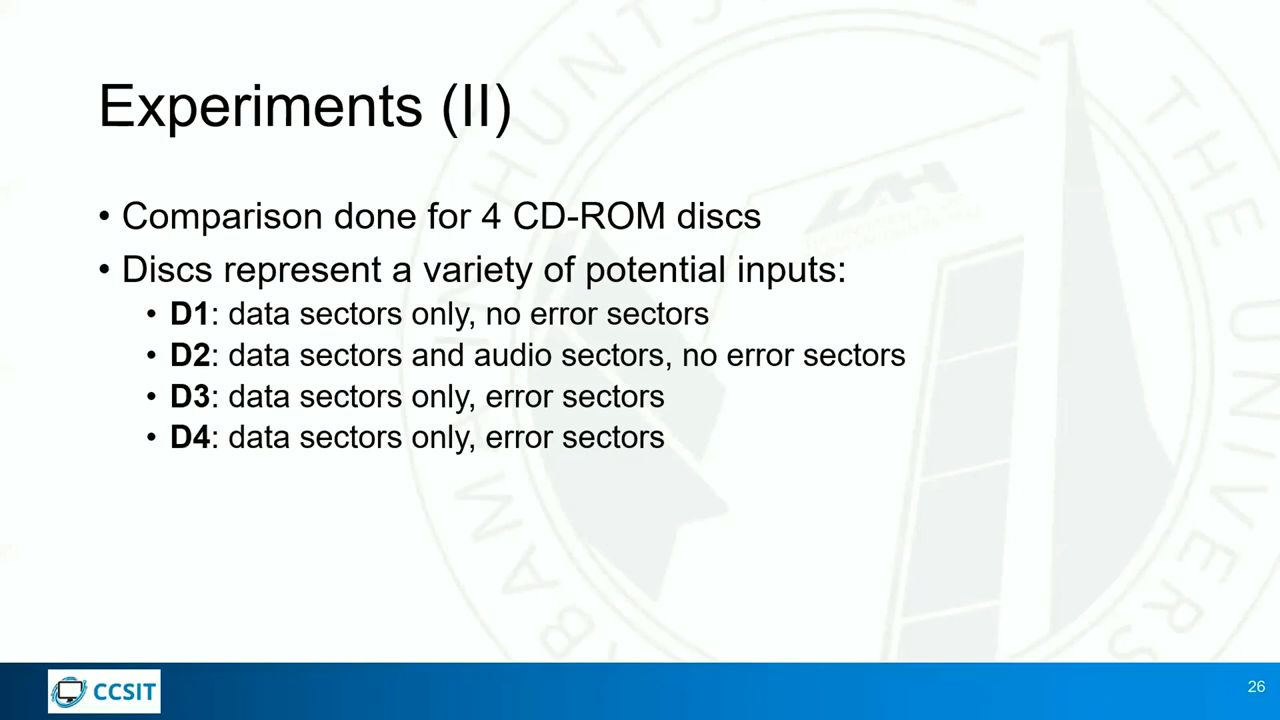 Experiments (II)
• Comparison done for 4 CD-ROM discs
• Discs represent a variety of potential inputs:
• D1: data sectors only, no error sectors
• D2: data sectors and audio sectors, no error sectors
• D3: data sectors only, error sectors
• D4: data sectors only, error sectors
CCSIT
26